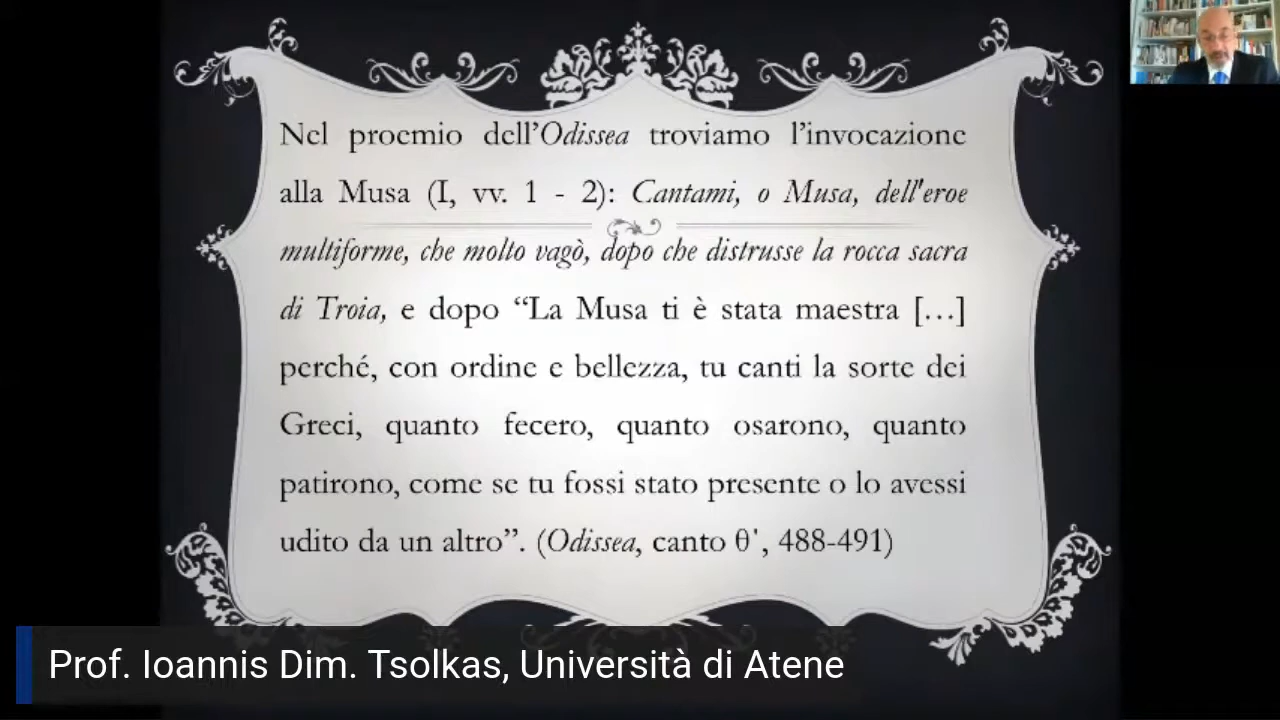 Nel proemio dell'Odissea troviamo l'invocazione
alla Musa (I, vv. 1 - 2): Cantami, o Musa, dell'eroe
multiforme, che molto vagò, dopo che distrusse la rocca sacra
di Troia, e dopo “La Musa ti è stata maestra […]
perché, con ordine e bellezza, tu canti la sorte dei
Greci, quanto fecero, quanto osarono, quanto
patirono, come se tu fossi stato presente o lo avessi
udito da un altro”. (Odissea, canto θ', 488-491)
Prof. Ioannis Dim. Tsolkas, Università di Atene